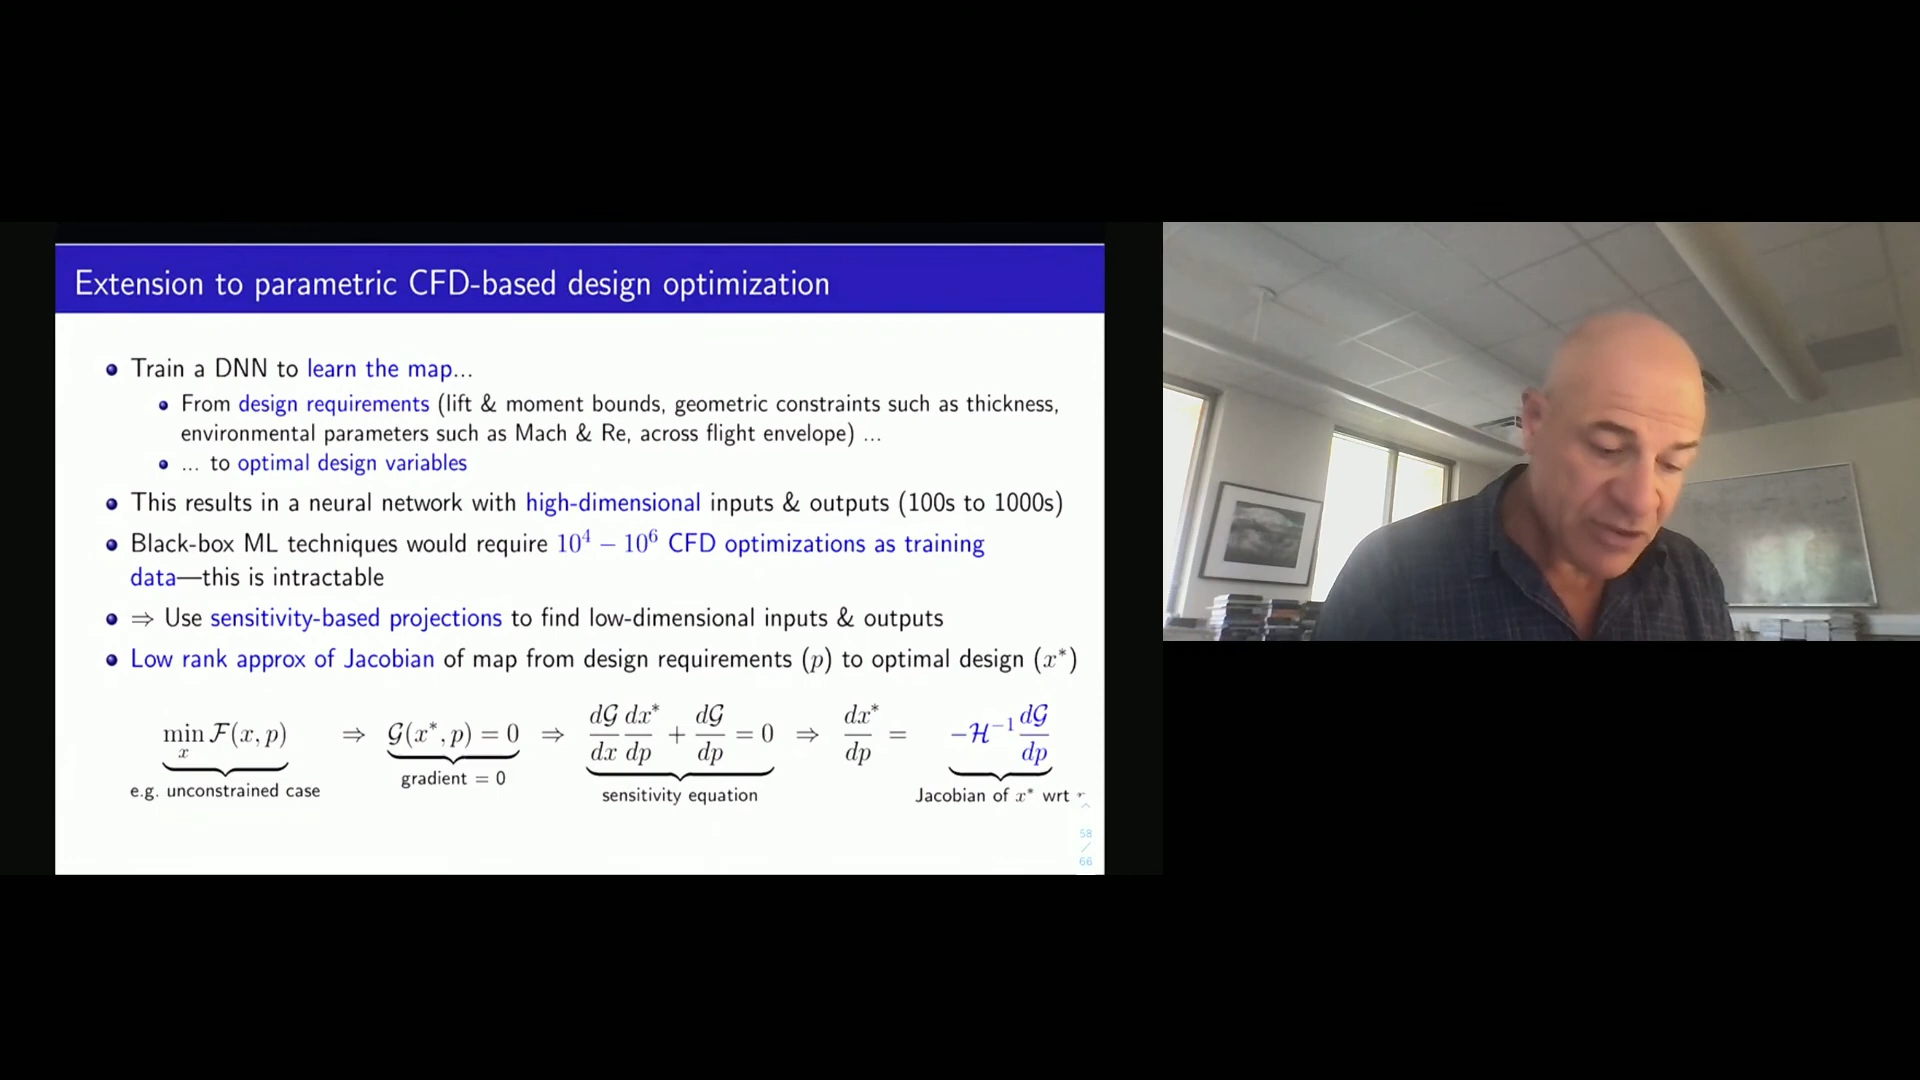 Extension to parametric CFD-based design optimization
Train a DNN to learn the map...
From design requirements (lift & moment bounds, geometric constraints such as thickness,
environmental parameters such as Mach & Re, across flight envelope) ...
... to optimal design variables
This results in a neural network with high-dimensional inputs & outputs (100s to 1000s)
Black-box ML techniques would require 10⁴ − 10⁶ CFD optimizations as training
data—this is intractable
⇒ Use sensitivity-based projections to find low-dimensional inputs & outputs
Low rank approx of Jacobian of map from design requirements (p) to optimal design (x*)
min_x F(x, p) ⇒ G(x*, p) = 0 ⇒ dG/dx dx*/dp + dG/dp = 0 ⇒ dx*/dp = −H⁻¹ dG/dp
e.g. unconstrained case gradient = 0 sensitivity equation Jacobian of x* wrt
58
/
66